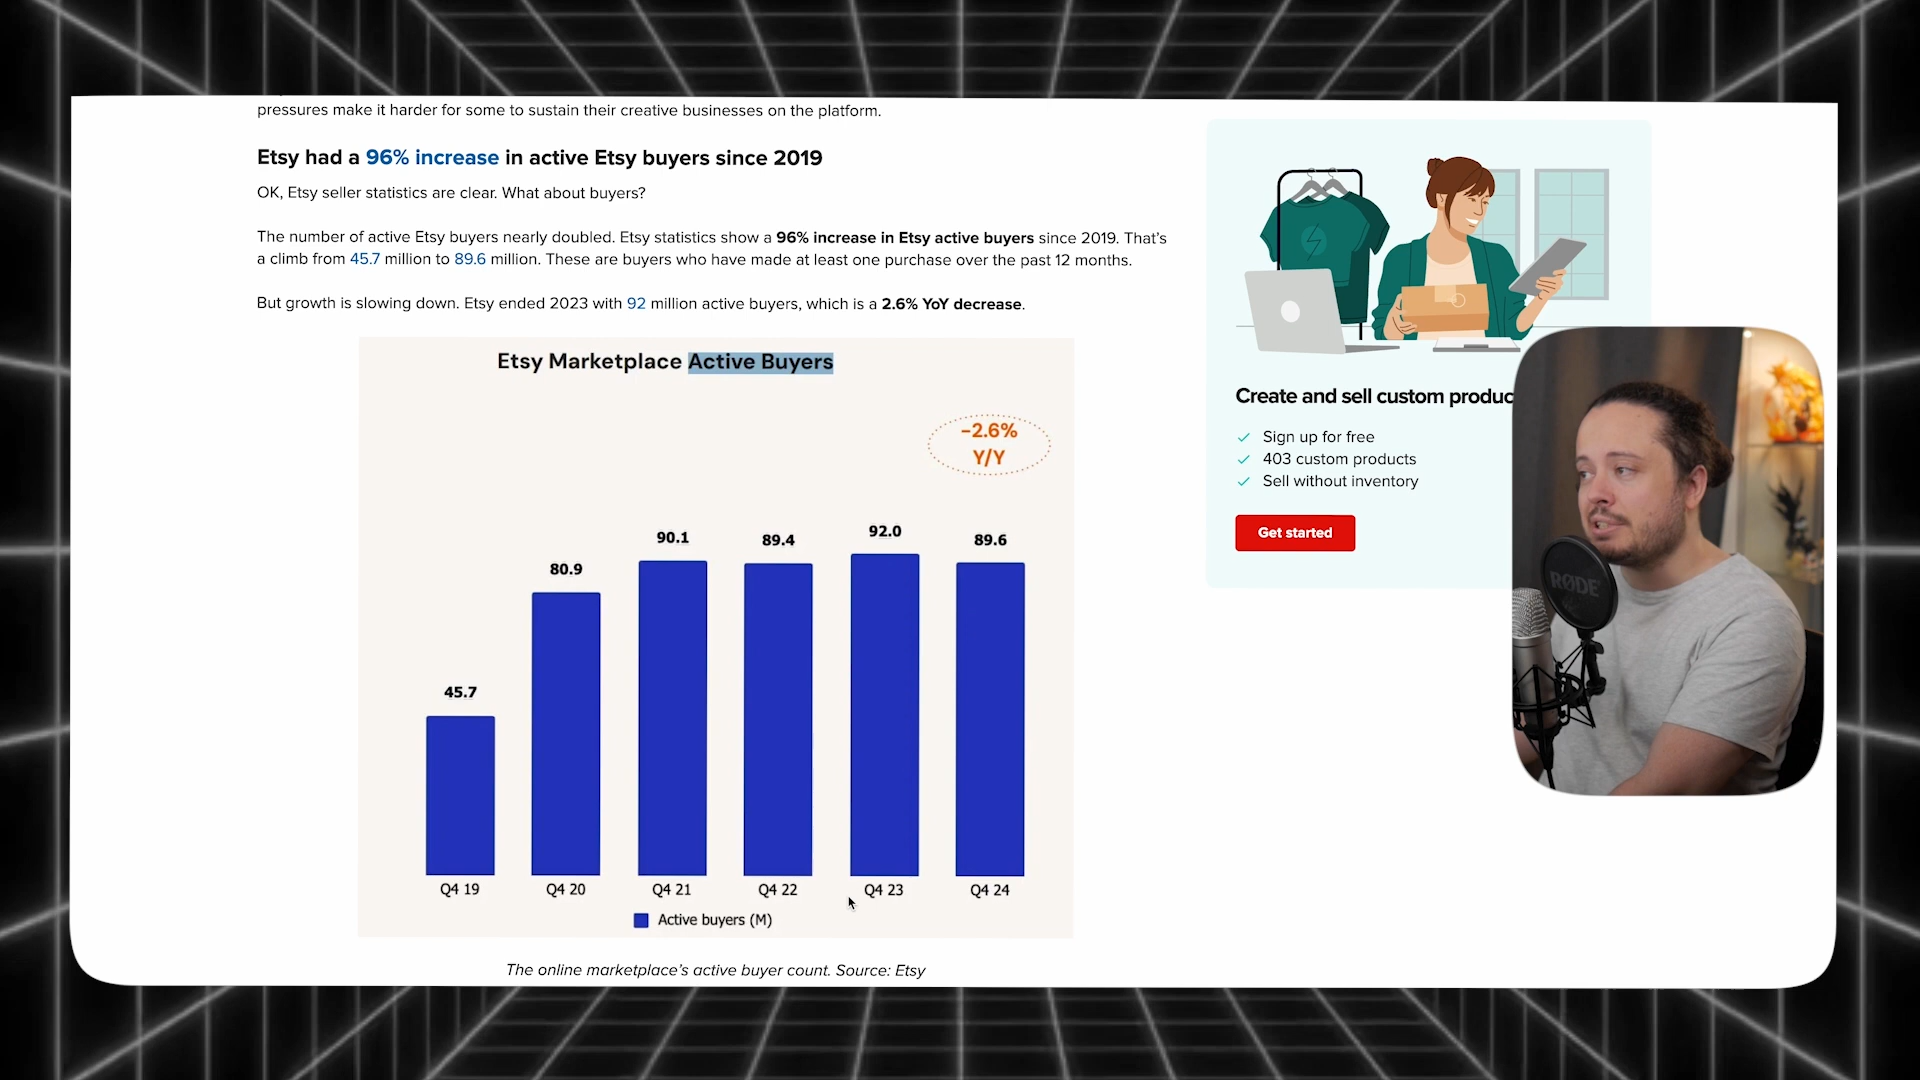 pressures make it harder for some to sustain their creative businesses on the platform.
Etsy had a 96% increase in active Etsy buyers since 2019
OK, Etsy seller statistics are clear. What about buyers?
The number of active Etsy buyers nearly doubled. Etsy statistics show a 96% increase in Etsy active buyers since 2019. That's
a climb from 45.7 million to 89.6 million. These are buyers who have made at least one purchase over the past 12 months.
But growth is slowing down. Etsy ended 2023 with 92 million active buyers, which is a 2.6% YoY decrease.
Etsy Marketplace Active Buyers
−2.6%
Y/Y
45.7
80.9
90.1
89.4
92.0
89.6
Q4 19
Q4 20
Q4 21
Q4 22
Q4 23
Q4 24
Active buyers (M)
The online marketplace's active buyer count. Source: Etsy
Create and sell custom produc
Sign up for free
403 custom products
Sell without inventory
Get started
RØDE